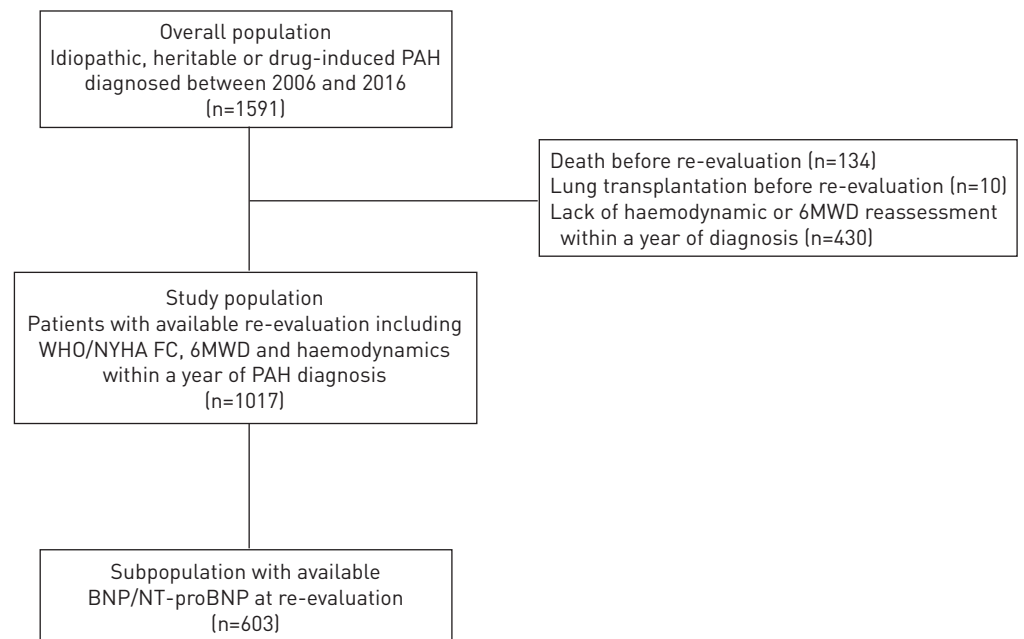 Overall population
Idiopathic, heritable or drug-induced PAH
diagnosed between 2006 and 2016
(n=1591)
Death before re-evaluation (n=134)
Lung transplantation before re-evaluation (n=10)
Lack of haemodynamic or 6MWD reassessment
within a year of diagnosis (n=430)
Study population
Patients with available re-evaluation including
WHO/NYHA FC, 6MWD and haemodynamics
within a year of PAH diagnosis
(n=1017)
Subpopulation with available
BNP/NT-proBNP at re-evaluation
(n=603)